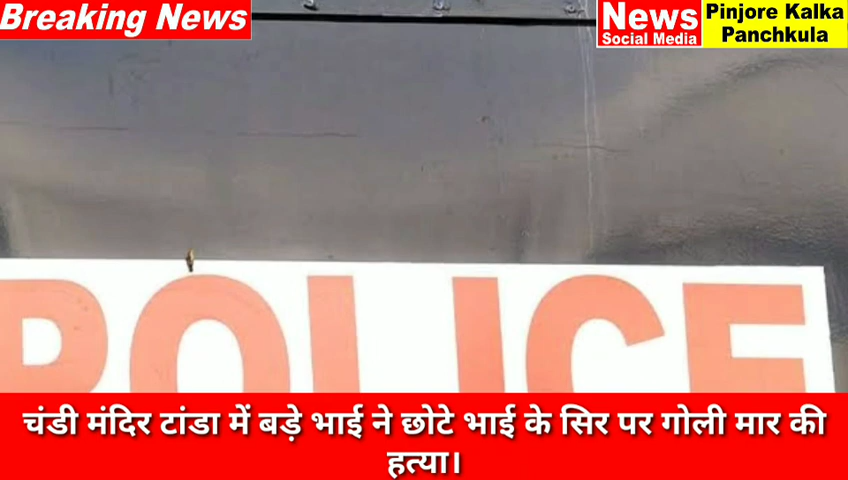 Breaking News
News
Social Media
Pinjore Kalka
Panchkula
POLICE
चंडी मंदिर टांडा में बड़े भाई ने छोटे भाई के सिर पर गोली मार की
हत्या।